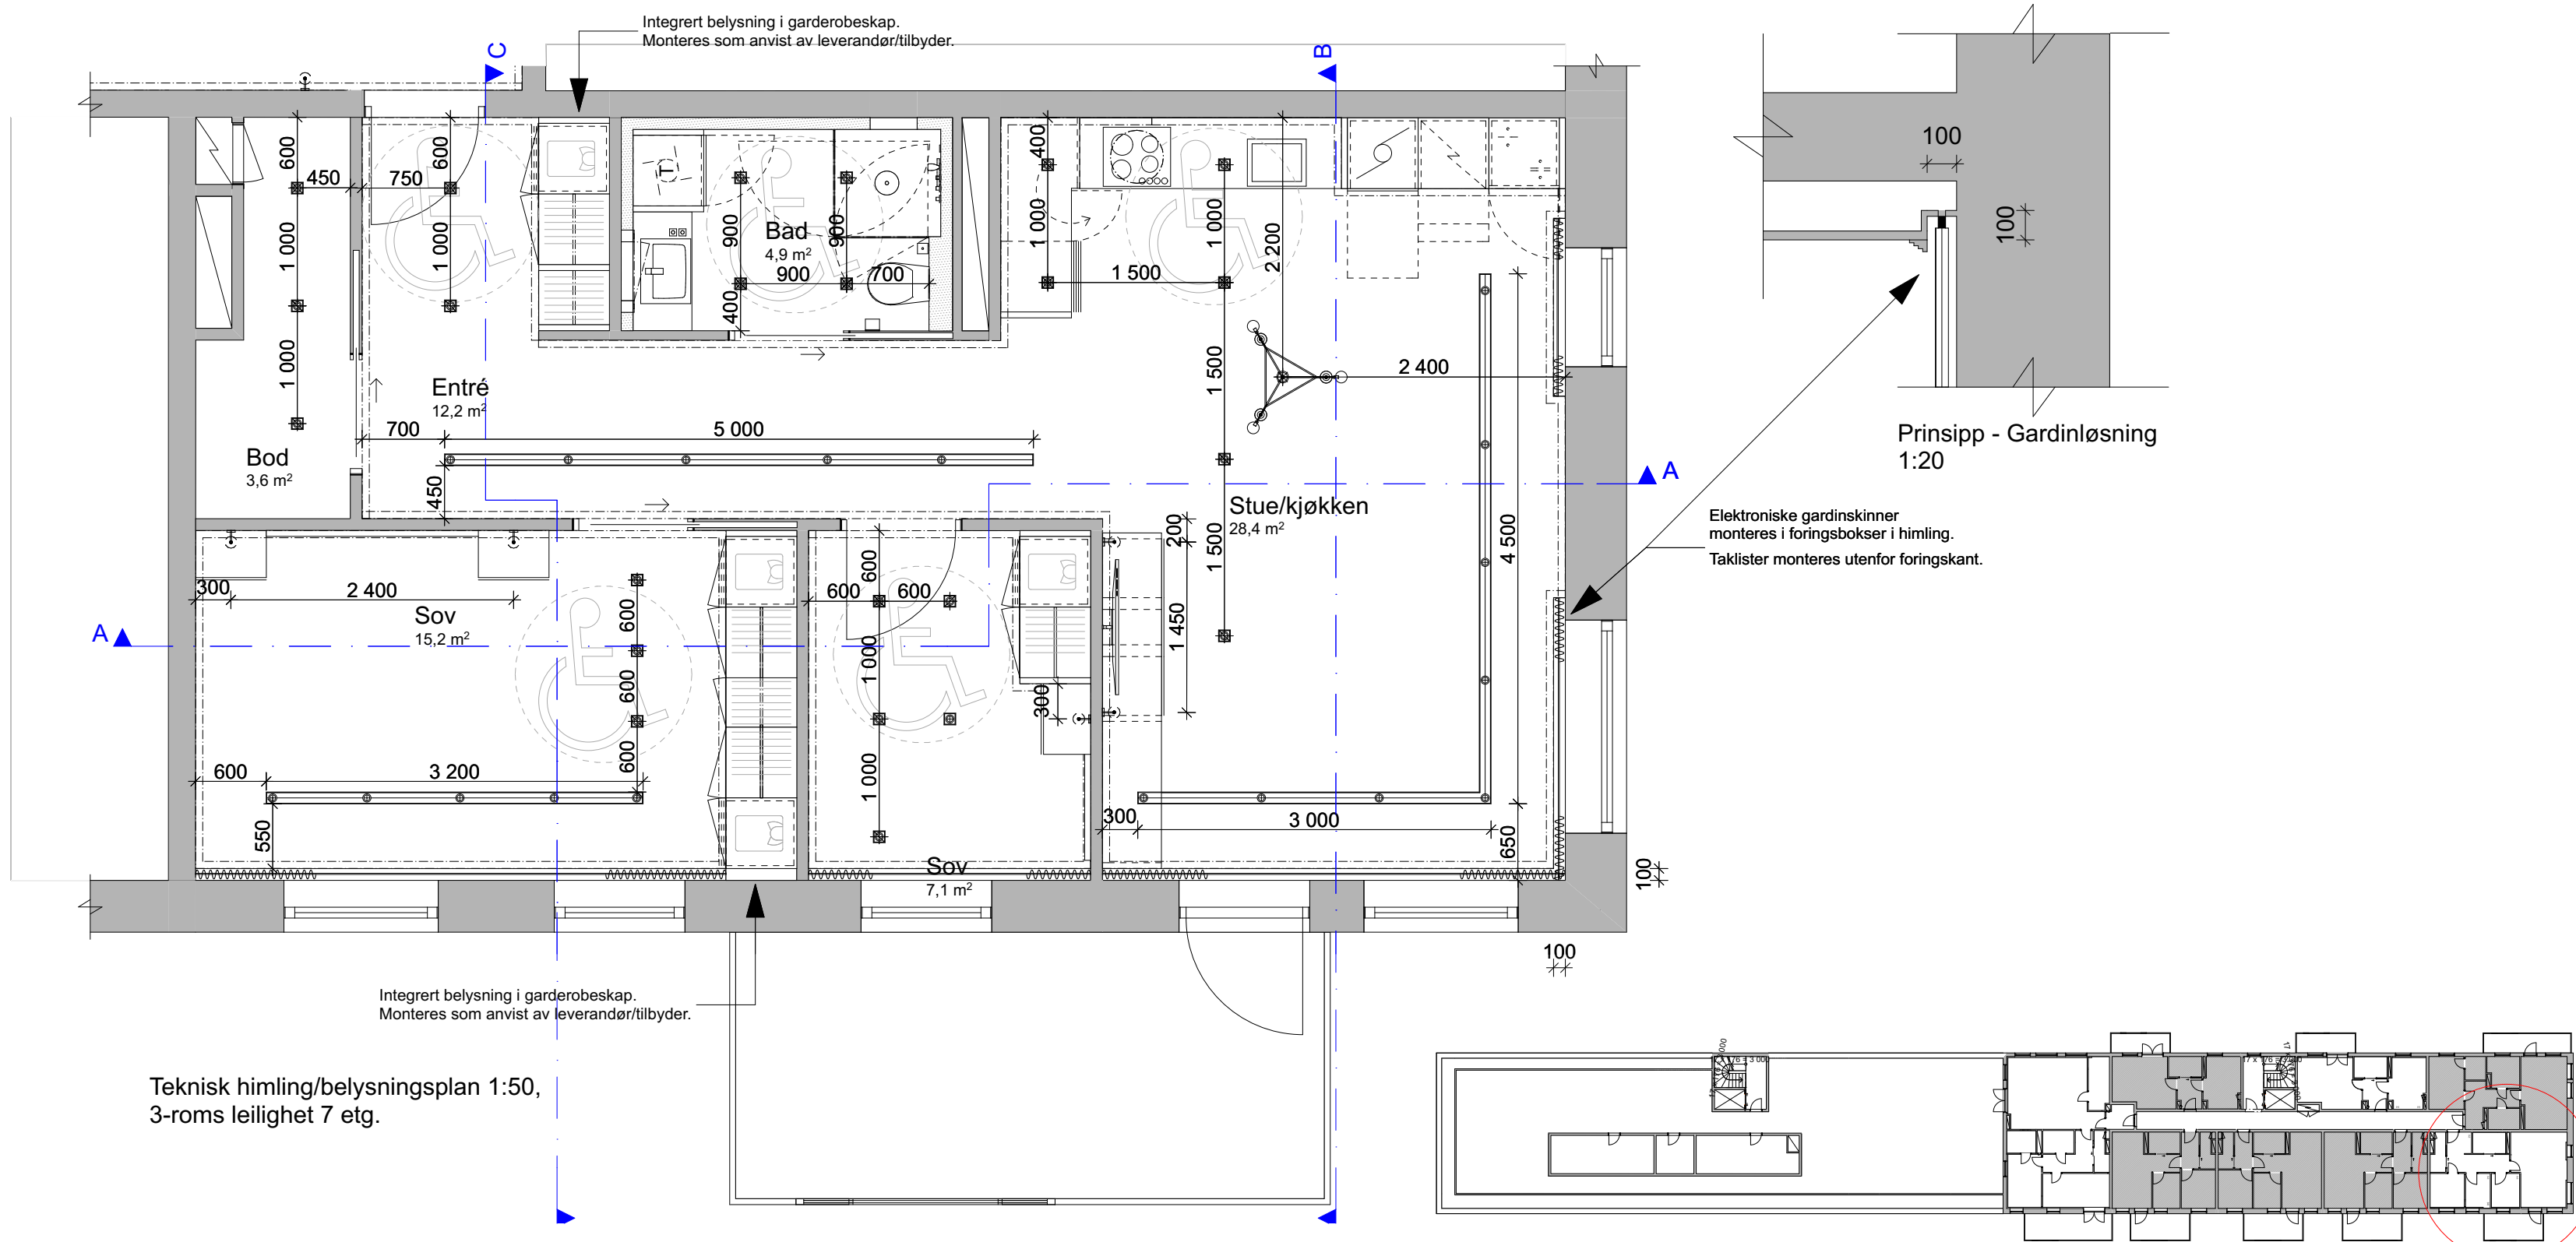 Integrert belysning i garderobeskap.
Monteres som anvist av leverandør/tilbyder.
C
B
100
100
600
450
750
600
1 000
1 000
1 000
T
Bad
4,9 m²
900
900
900
700
400
400
1 000
1 500
1 000
2 200
1 500
2 400
Entré
12,2 m²
700
5 000
450
Bod
3,6 m²
Prinsipp - Gardinløsning
1:20
A
Stue/kjøkken
28,4 m²
200
1 500
4 500
1 450
Elektroniske gardinskinner
monteres i foringsbokser i himling.
Taklister monteres utenfor foringskant.
300
2 400
Sov
15,2 m²
A
600
600
600
600
3 200
550
600
600
600
1 000
1 000
300
Sov
7,1 m²
300
3 000
650
100
100
Integrert belysning i garderobeskap.
Monteres som anvist av leverandør/tilbyder.
Teknisk himling/belysningsplan 1:50,
3-roms leilighet 7 etg.